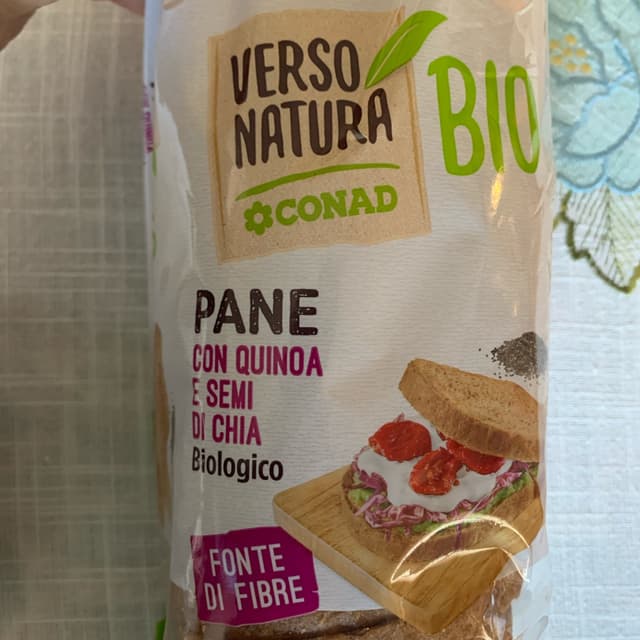 VERSO
NATURA
CONAD
BIO
PANE
CON QUINOA
E SEMI
DI CHIA
Biologico
FONTE
DI FIBRE